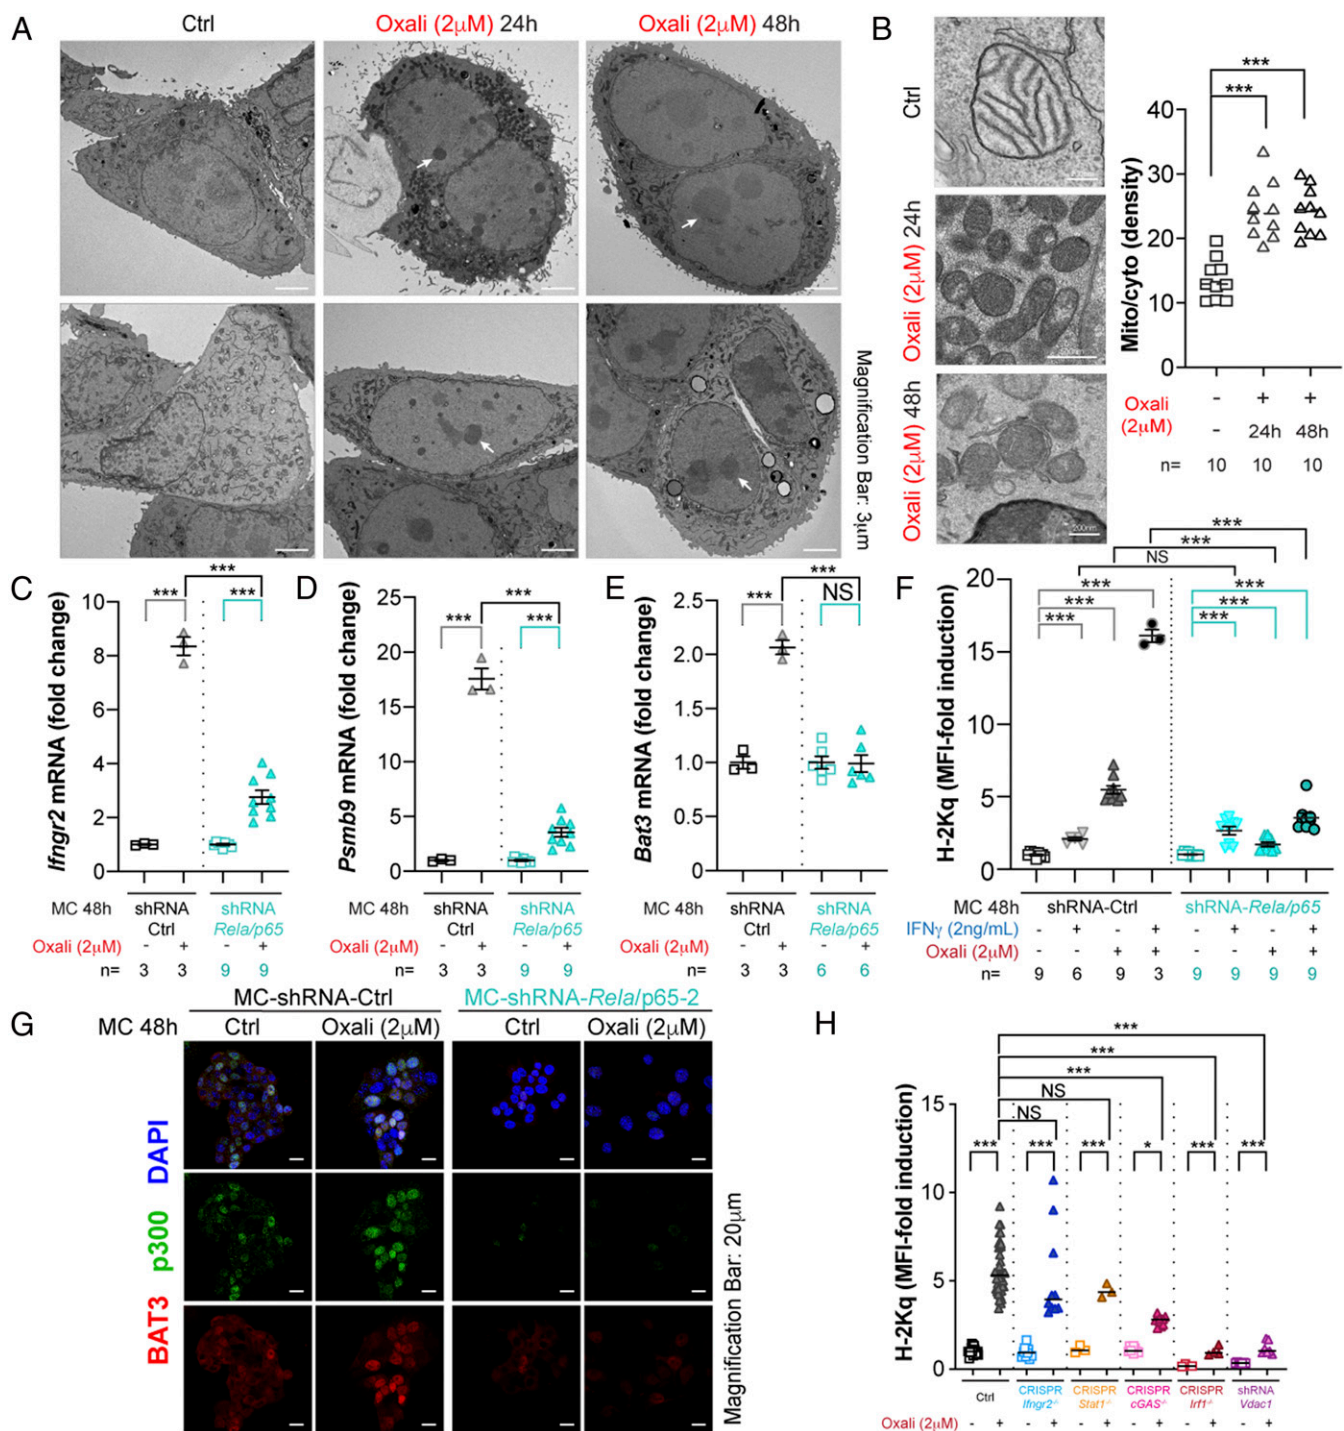 A
Ctrl
Oxali (2μM) 24h
Oxali (2μM) 48h
Magnification Bar: 3μm
B
Ctrl
Oxali (2μM) 24h
Oxali (2μM) 48h
200nm
Mito/cyto (density)
***
***
40
30
20
10
0
Oxali
(2μM)
- + +
- 24h 48h
n= 10 10 10
C
Ifngr2 mRNA (fold change)
***
*** ***
10
8
6
4
2
0
MC 48h shRNA Ctrl shRNA Rela/p65
Oxali (2μM) - + - +
n= 3 3 9 9
D
Psmb9 mRNA (fold change)
***
*** ***
25
20
15
10
5
0
MC 48h shRNA Ctrl shRNA Rela/p65
Oxali (2μM) - + - +
n= 3 3 9 9
E
Bat3 mRNA (fold change)
***
*** NS
2.5
2.0
1.5
1.0
0.5
0.0
MC 48h shRNA Ctrl shRNA Rela/p65
Oxali (2μM) - + - +
n= 3 3 6 6
F
H-2Kq (MFI-fold induction)
***
***
NS
*** ***
*** ***
*** ***
20
15
10
5
0
MC 48h shRNA-Ctrl shRNA-Rela/p65
IFNγ (2ng/mL) - + - + - + - +
Oxali (2μM) - - + + - - + +
n= 9 6 9 3 9 9 9 9
G
MC-shRNA-Ctrl MC-shRNA-Rela/p65-2
MC 48h Ctrl Oxali (2μM) Ctrl Oxali (2μM)
BAT3 p300 DAPI
Magnification Bar: 20μm
H
H-2Kq (MFI-fold induction)
***
***
***
NS
NS
*** *** *** * *** ***
15
10
5
0
Ctrl CRISPR Ifngr2-/- CRISPR Stat1-/- CRISPR cGAS-/- CRISPR Irf1-/- shRNA Vdac1
Oxali (2μM) - + - + - + - + - + - +